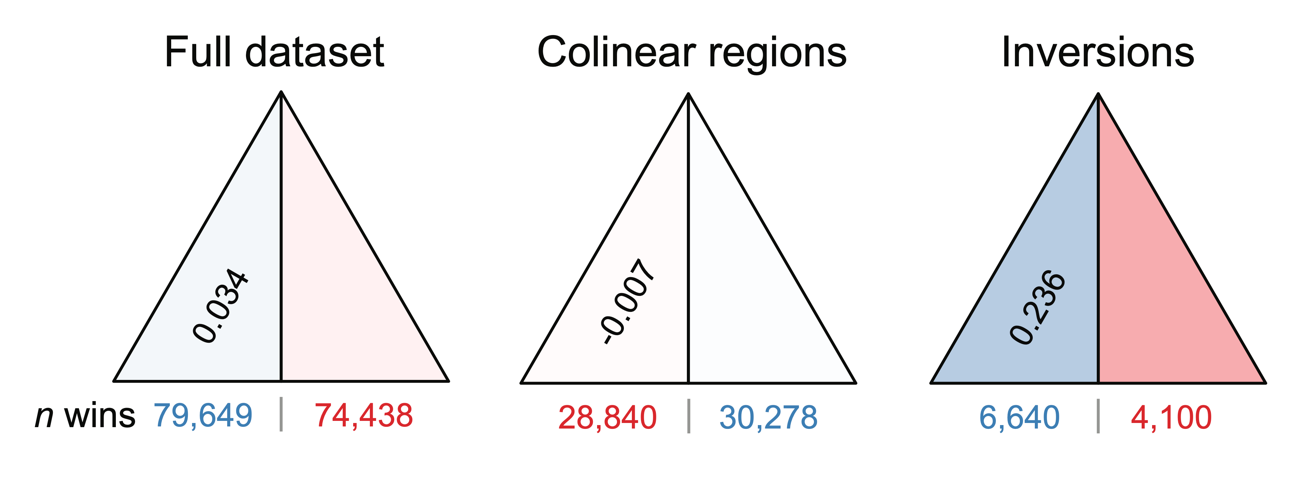 Full dataset
Colinear regions
Inversions
0.034
-0.007
0.236
n wins 79,649 | 74,438
28,840 | 30,278
6,640 | 4,100